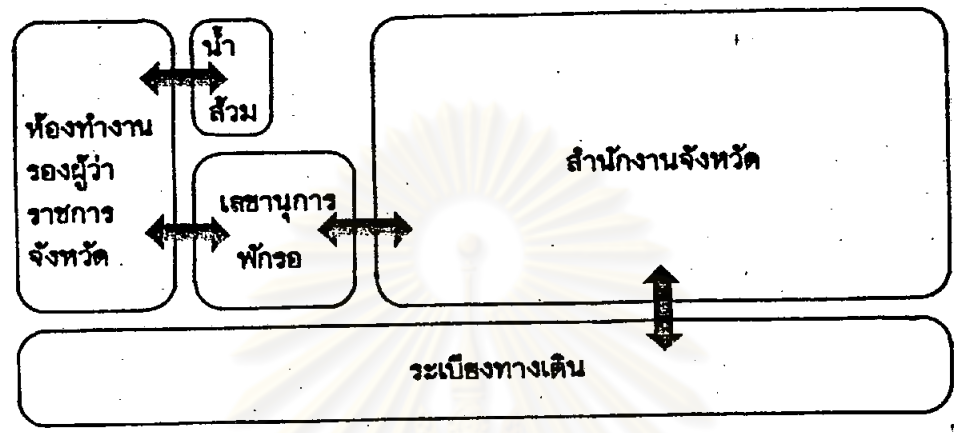 น้ำ
ส้วม
ห้องทำงาน
รองผู้ว่า
ราชการ
จังหวัด
เลขานุการ
พักรอ
สำนักงานจังหวัด
ระเบียงทางเดิน